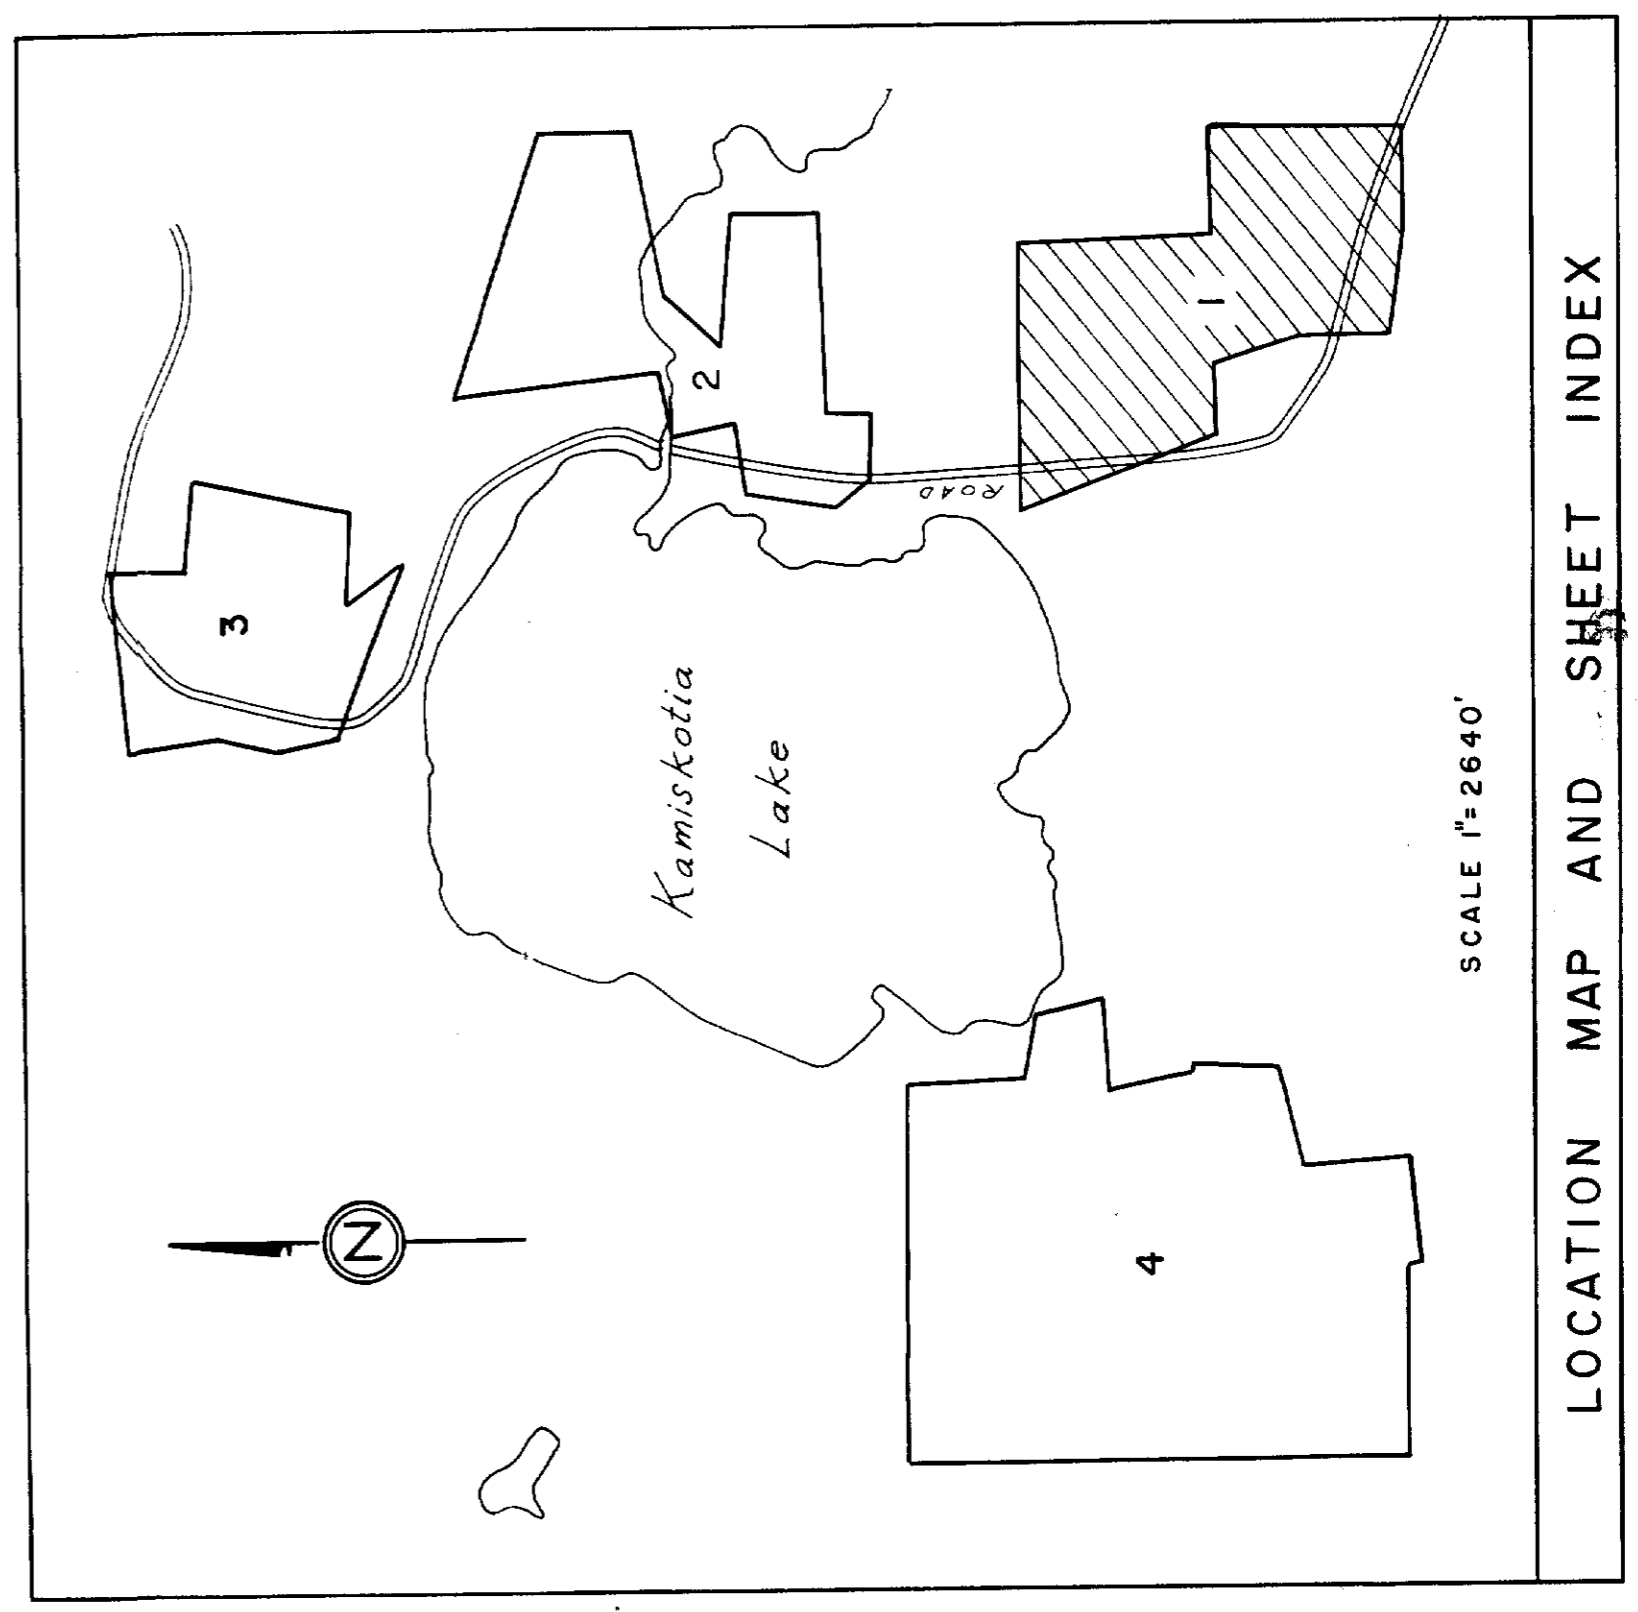 3
2
1
ROAD
Kamiskotia
Lake
N
4
SCALE 1"=2640'
LOCATION MAP AND SHEET INDEX